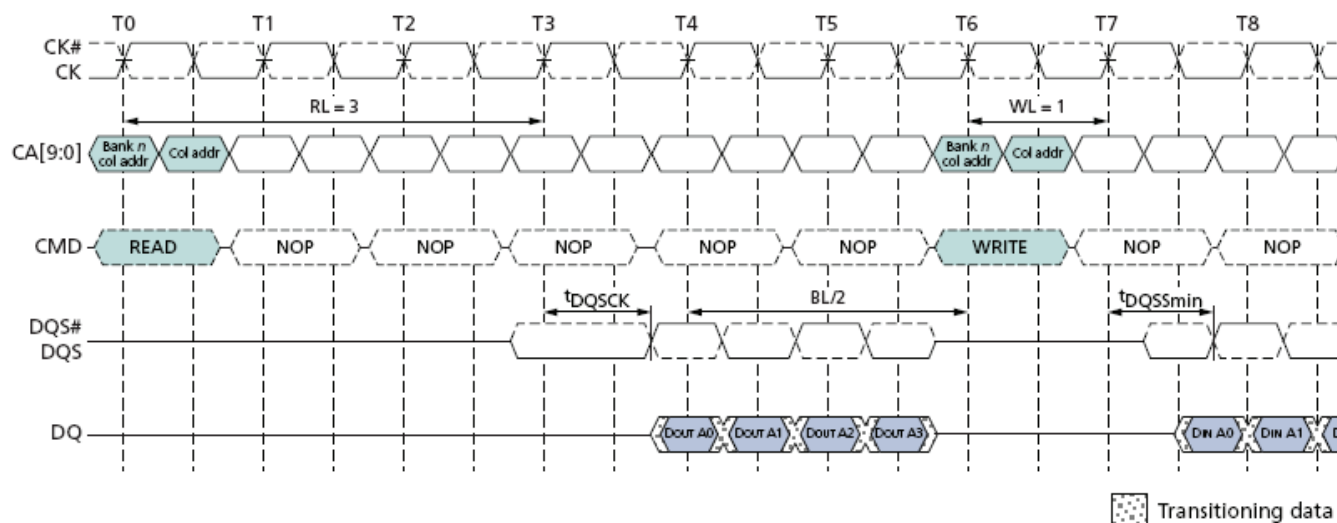 T0 T1 T2 T3 T4 T5 T6 T7 T8
CK#
CK
RL = 3 WL = 1
CA[9:0] Bank n col addr Col addr Bank n col addr Col addr
CMD READ NOP NOP NOP NOP NOP WRITE NOP NOP
tDQSCK BL/2 tDQSSmin
DQS#
DQS
DQ DOUT A0 DOUT A1 DOUT A2 DOUT A3 DIN A0 DIN A1 D
Transitioning data